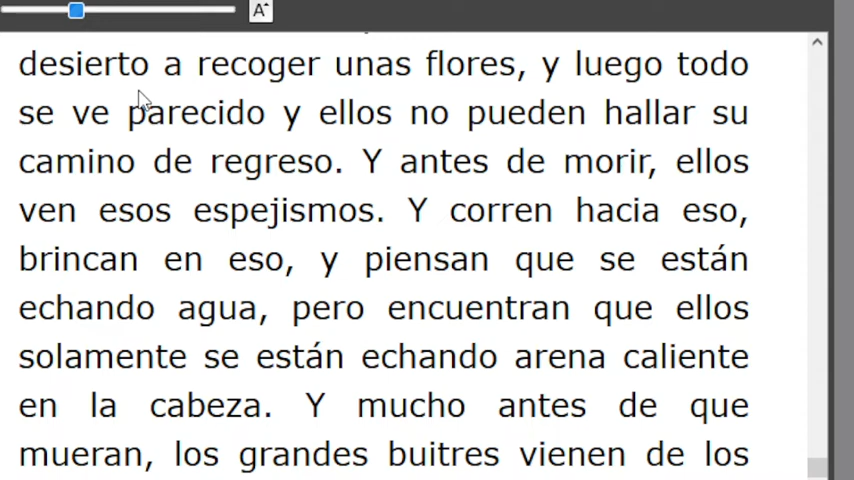 A
desierto a recoger unas flores, y luego todo
se ve parecido y ellos no pueden hallar su
camino de regreso. Y antes de morir, ellos
ven esos espejismos. Y corren hacia eso,
brincan en eso, y piensan que se están
echando agua, pero encuentran que ellos
solamente se están echando arena caliente
en la cabeza. Y mucho antes de que
mueran, los grandes buitres vienen de los